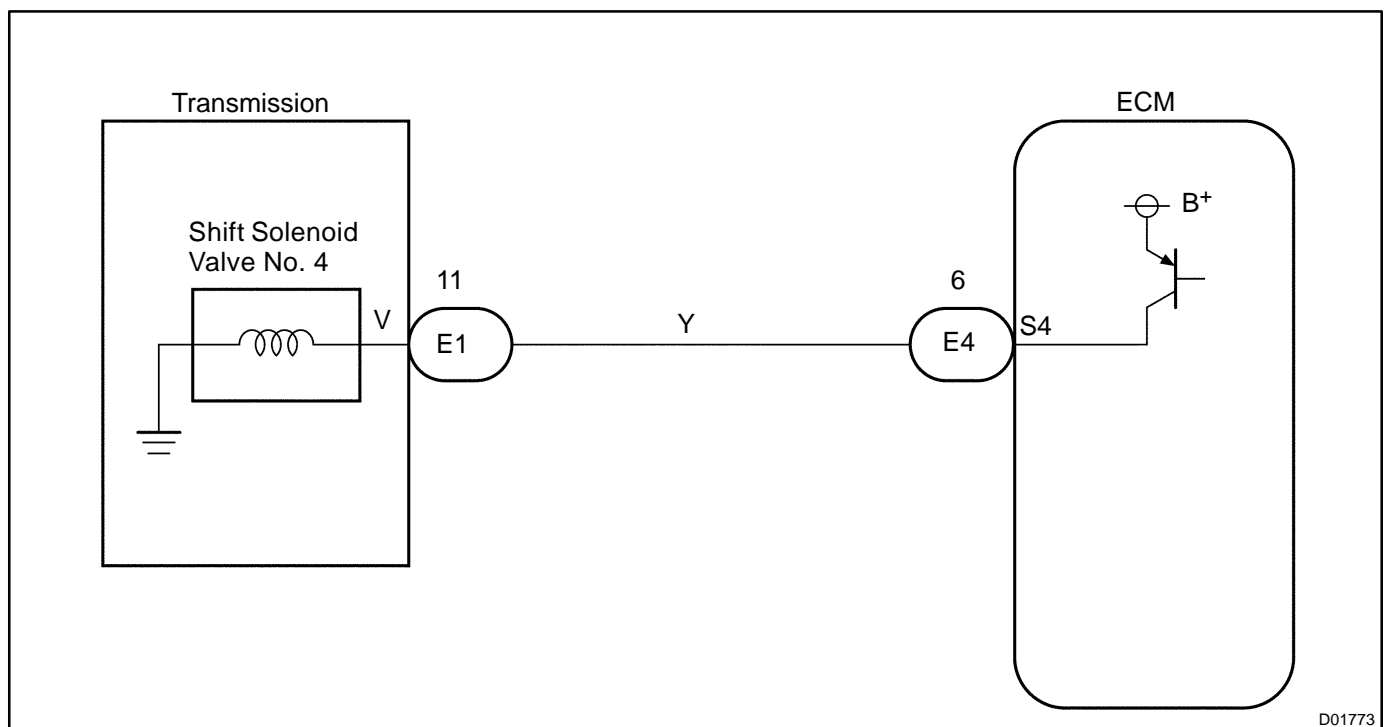 Transmission
ECM
B+
Shift Solenoid
Valve No. 4
V
11
E1
Y
6
E4
S4
D01773